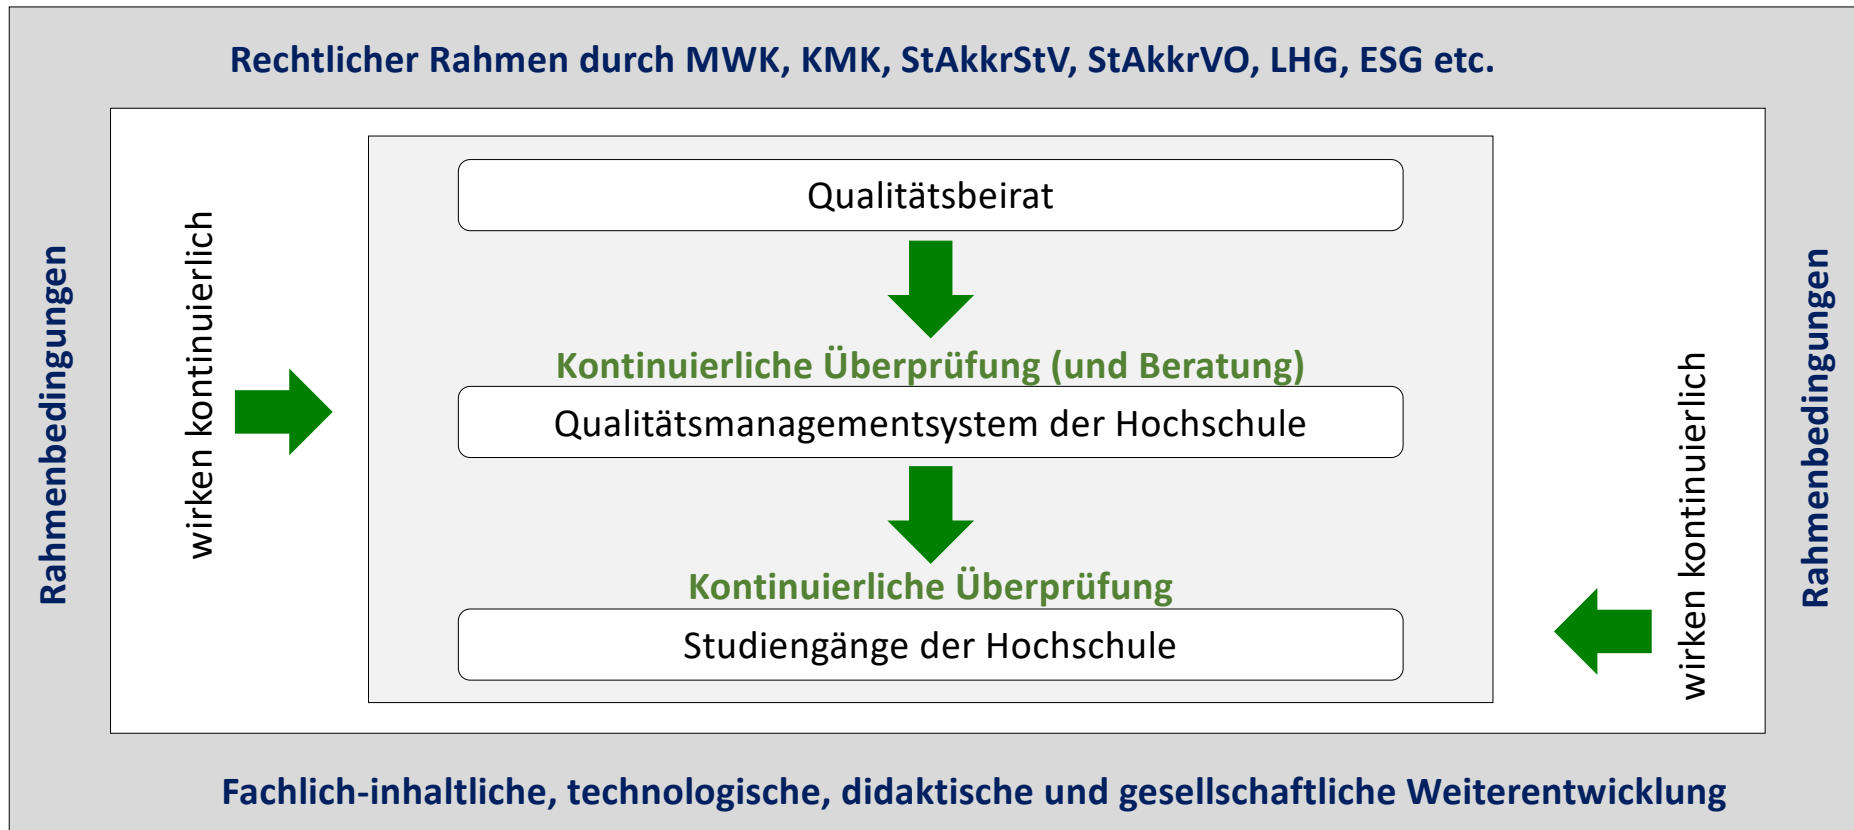 Rechtlicher Rahmen durch MWK, KMK, StAkkrStV, StAkkrVO, LHG, ESG etc.
Rahmenbedingungen
wirken kontinuierlich
Qualitätsbeirat
Kontinuierliche Überprüfung (und Beratung)
Qualitätsmanagementsystem der Hochschule
Kontinuierliche Überprüfung
Studiengänge der Hochschule
wirken kontinuierlich
Rahmenbedingungen
Fachlich-inhaltliche, technologische, didaktische und gesellschaftliche Weiterentwicklung